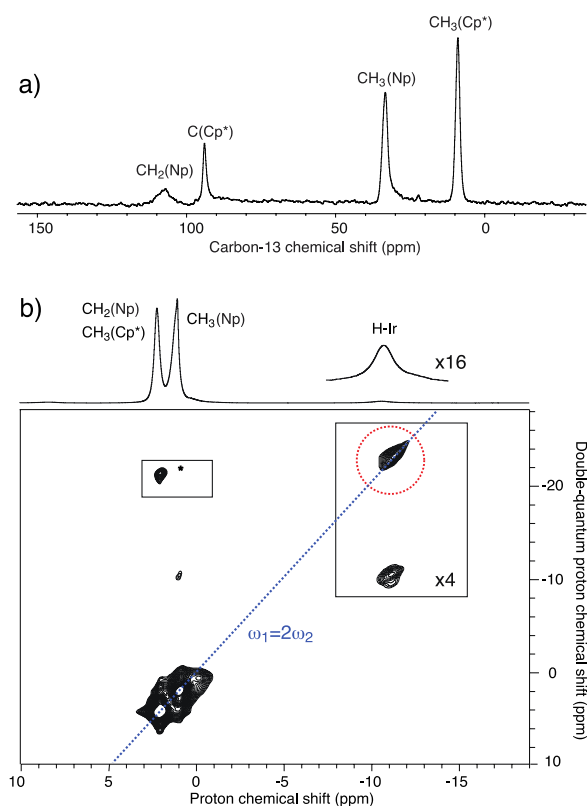 a)
CH₃(Cp*)
CH₃(Np)
C(Cp*)
CH₂(Np)
150 100 50 0
Carbon-13 chemical shift (ppm)
b)
CH₂(Np)
CH₃(Cp*)
CH₃(Np)
H-Ir
x16
*
x4
ω₁=2ω₂
-20
-10
0
10
Double-quantum proton chemical shift (ppm)
10 5 0 -5 -10 -15
Proton chemical shift (ppm)